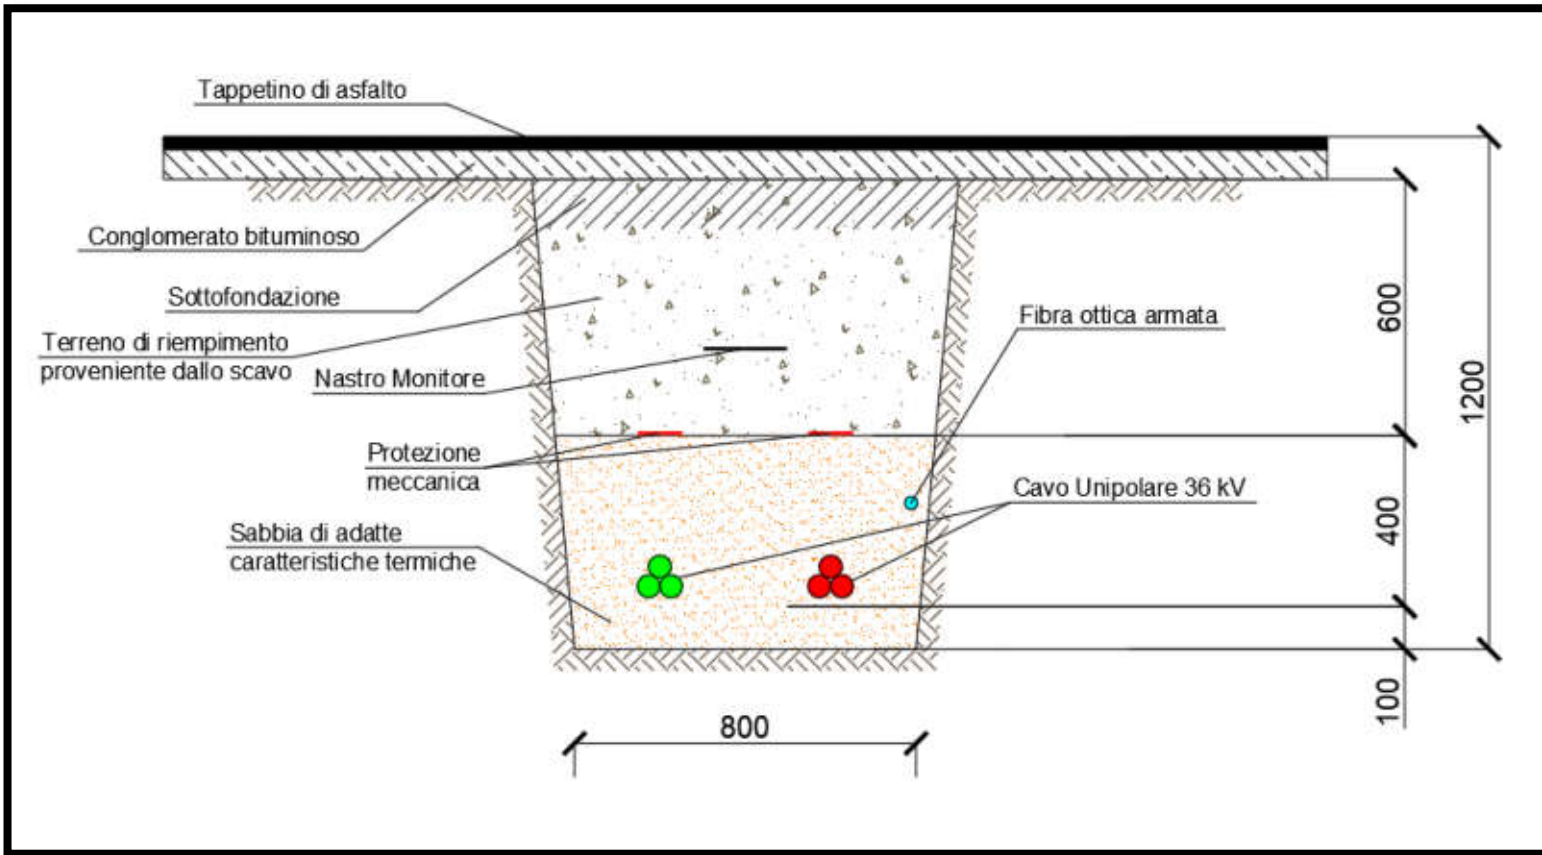 Tappetino di asfalto
Conglomerato bituminoso
Sottofondazione
Terreno di riempimento
proveniente dallo scavo
Nastro Monitore
Protezione
meccanica
Sabbia di adatte
caratteristiche termiche
Fibra ottica armata
Cavo Unipolare 36 kV
600
1200
400
100
800